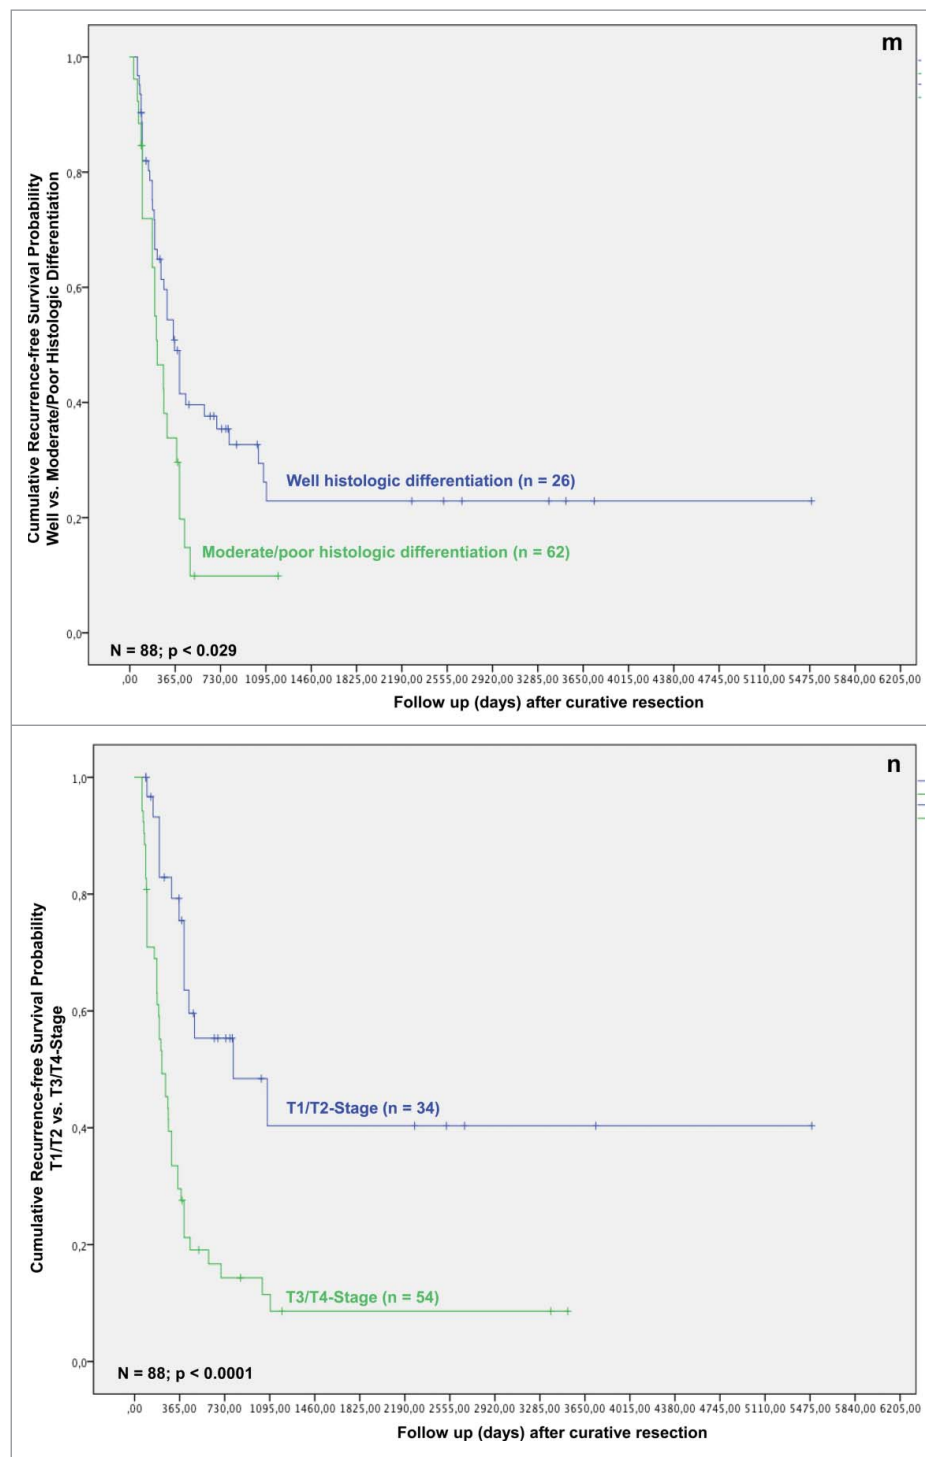 m
Cumulative Recurrence-free Survival Probability
Well vs. Moderate/Poor Histologic Differentiation
1,0
0,8
0,6
0,4
0,2
0,0
Well histologic differentiation (n = 26)
Moderate/poor histologic differentiation (n = 62)
N = 88; p < 0.029
,00 365,00 730,00 1095,00 1460,00 1825,00 2190,00 2555,00 2920,00 3285,00 3650,00 4015,00 4380,00 4745,00 5110,00 5475,00 5840,00 6205,00
Follow up (days) after curative resection
n
Cumulative Recurrence-free Survival Probability
T1/T2 vs. T3/T4-Stage
1,0
0,8
0,6
0,4
0,2
0,0
T1/T2-Stage (n = 34)
T3/T4-Stage (n = 54)
N = 88; p < 0.0001
,00 365,00 730,00 1095,00 1460,00 1825,00 2190,00 2555,00 2920,00 3285,00 3650,00 4015,00 4380,00 4745,00 5110,00 5475,00 5840,00 6205,00
Follow up (days) after curative resection